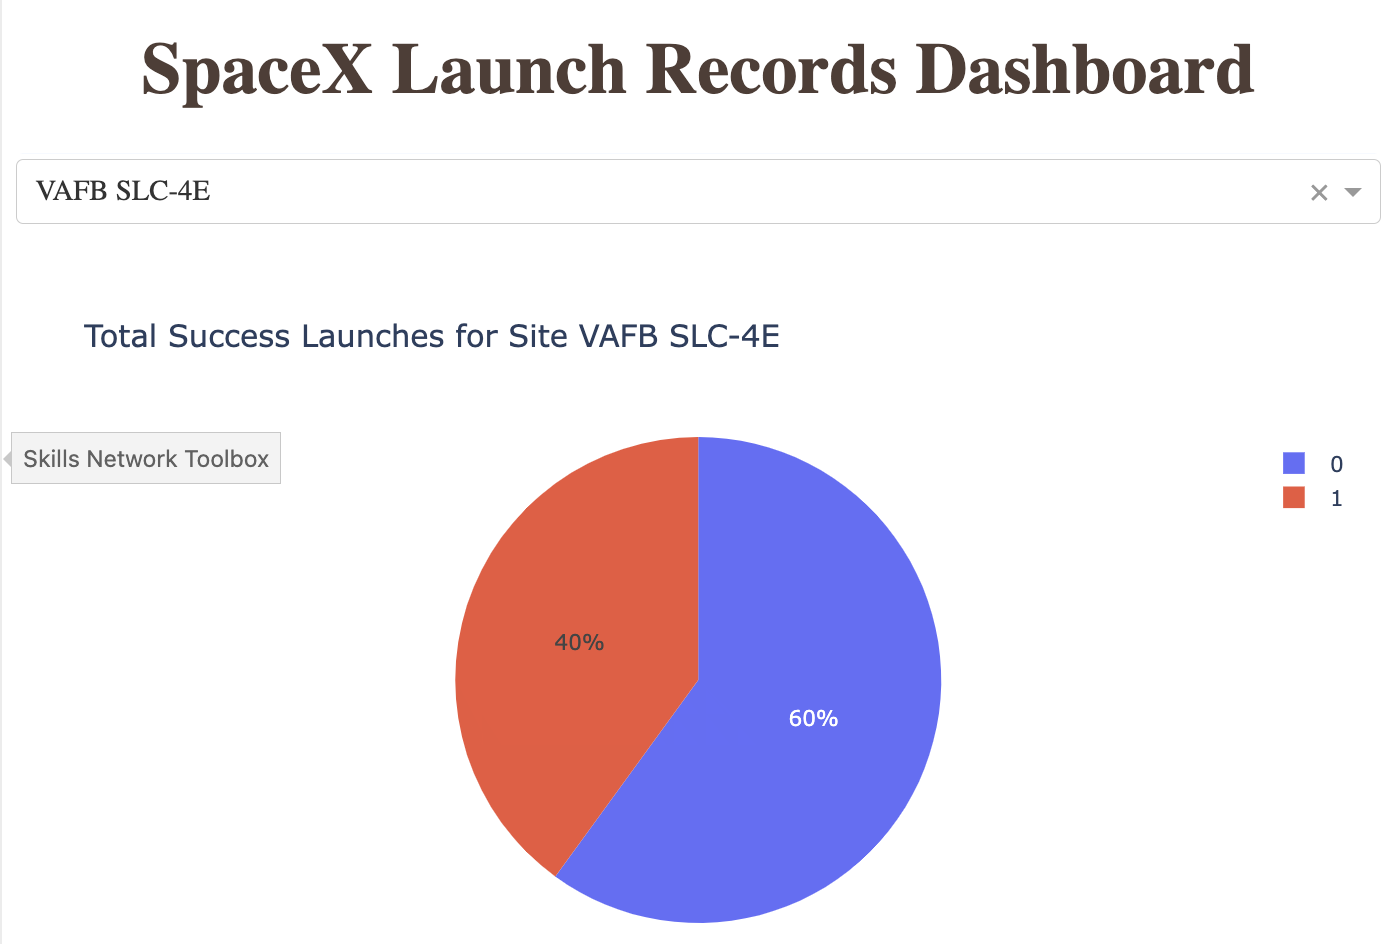 SpaceX Launch Records Dashboard
VAFB SLC-4E
Total Success Launches for Site VAFB SLC-4E
Skills Network Toolbox
0
1
40%
60%